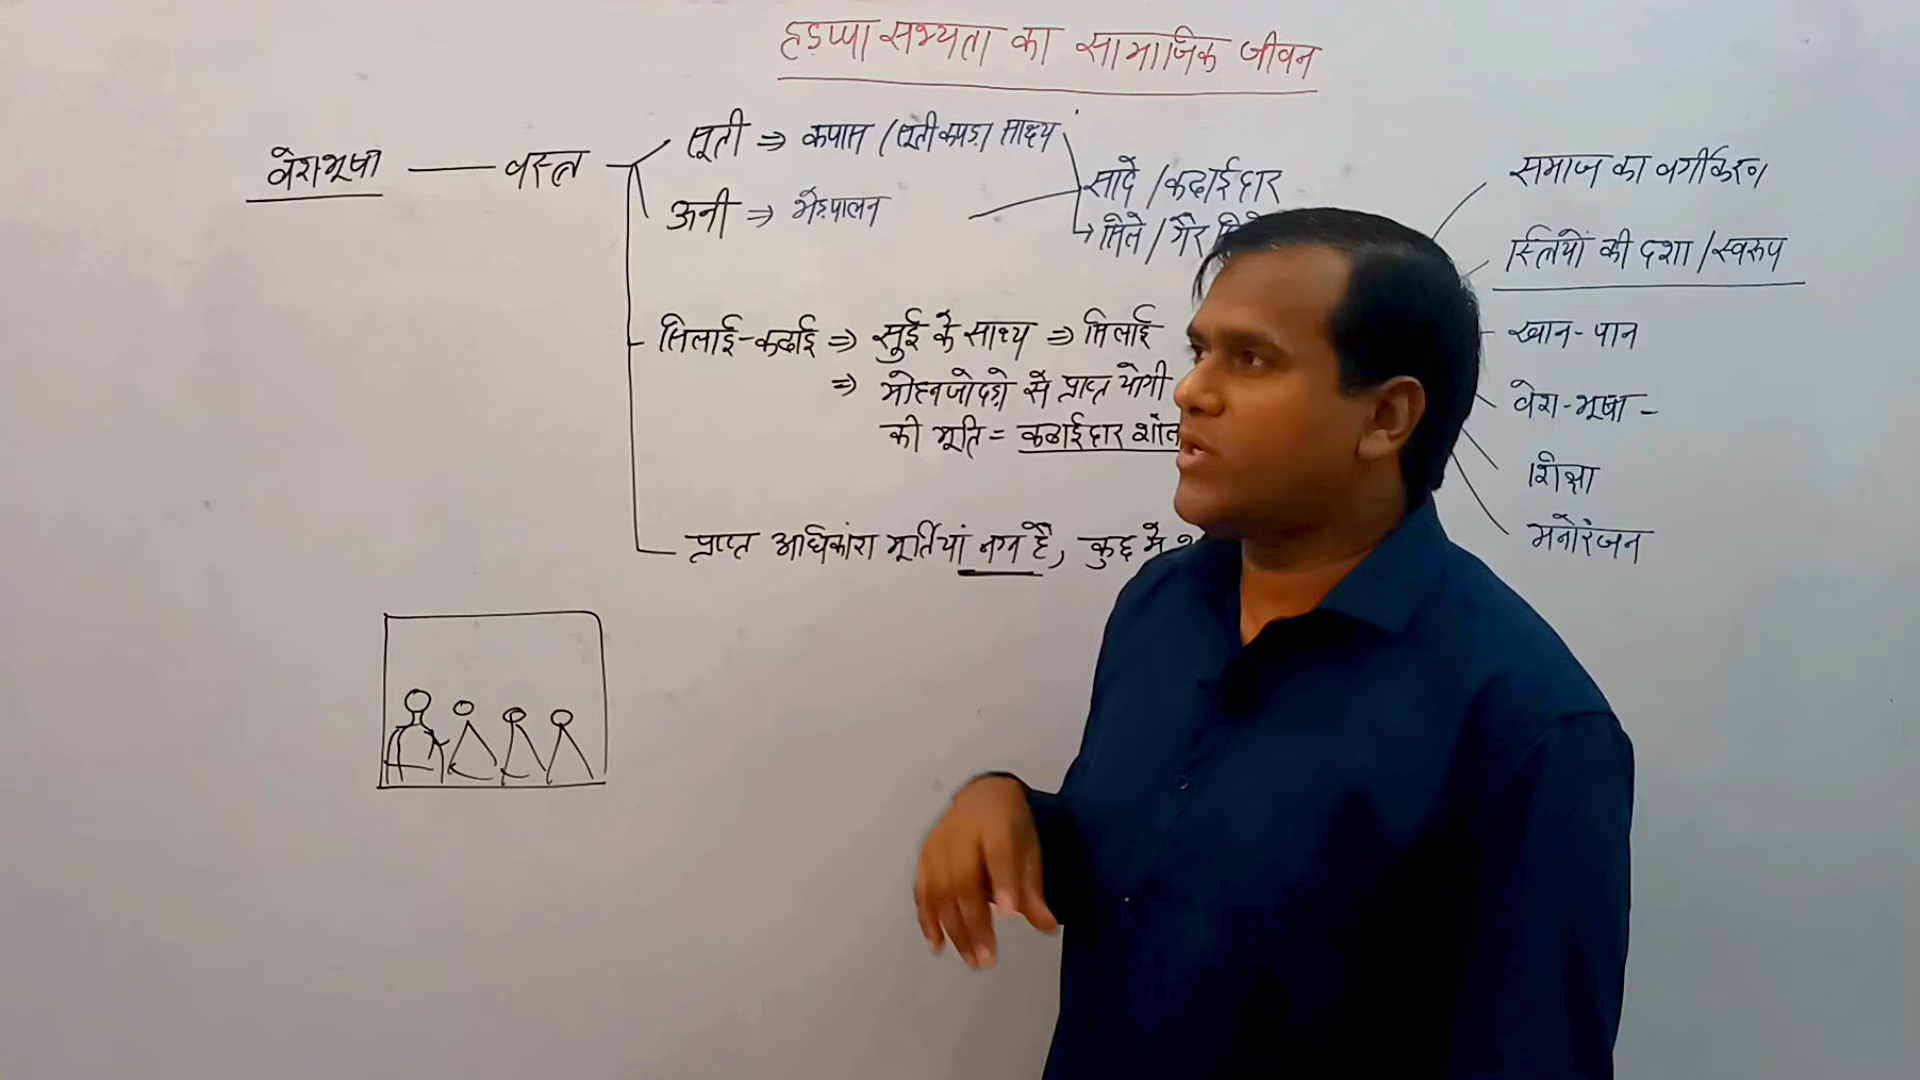 हड़प्पा सभ्यता का सामाजिक जीवन
वेशभूषा — वस्त्र
सूती ⇒ कपास / सूती कपड़ा साक्ष्य
ऊनी ⇒ भेड़पालन
सादे / कढ़ाईदार
→ सिले / गैर
सिलाई-कढाई ⇒ सुई के साक्ष्य ⇒ सिलाई
⇒ मोहनजोदड़ो से प्राप्त योगी
की मूर्ति = कढाईदार शॉल
प्राप्त अधिकांश मूर्तियां नग्न है, कुछ मे
समाज का वर्गीकरण
स्त्रियों की दशा / स्वरूप
खान-पान
वेश-भूषा -
शिक्षा
मनोरंजन